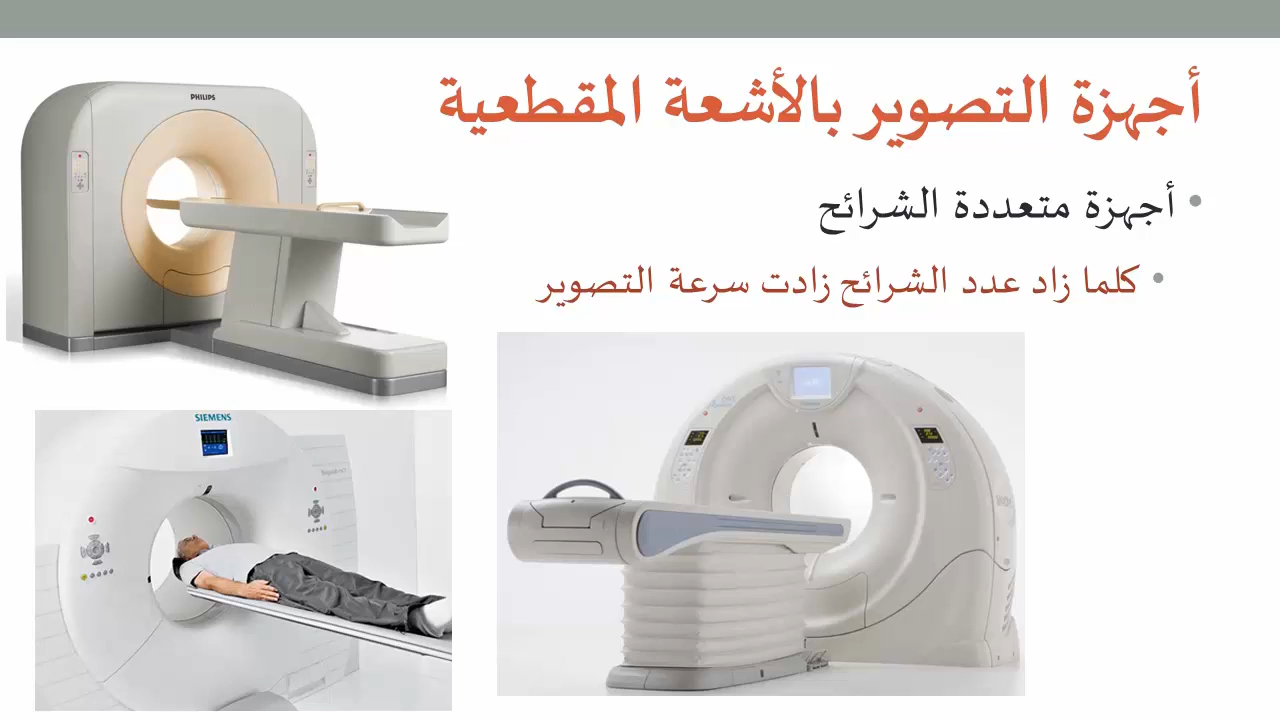 أجهزة التصوير بالأشعة المقطعية
أجهزة متعددة الشرائح
كلما زاد عدد الشرائح زادت سرعة التصوير
PHILIPS
SIEMENS